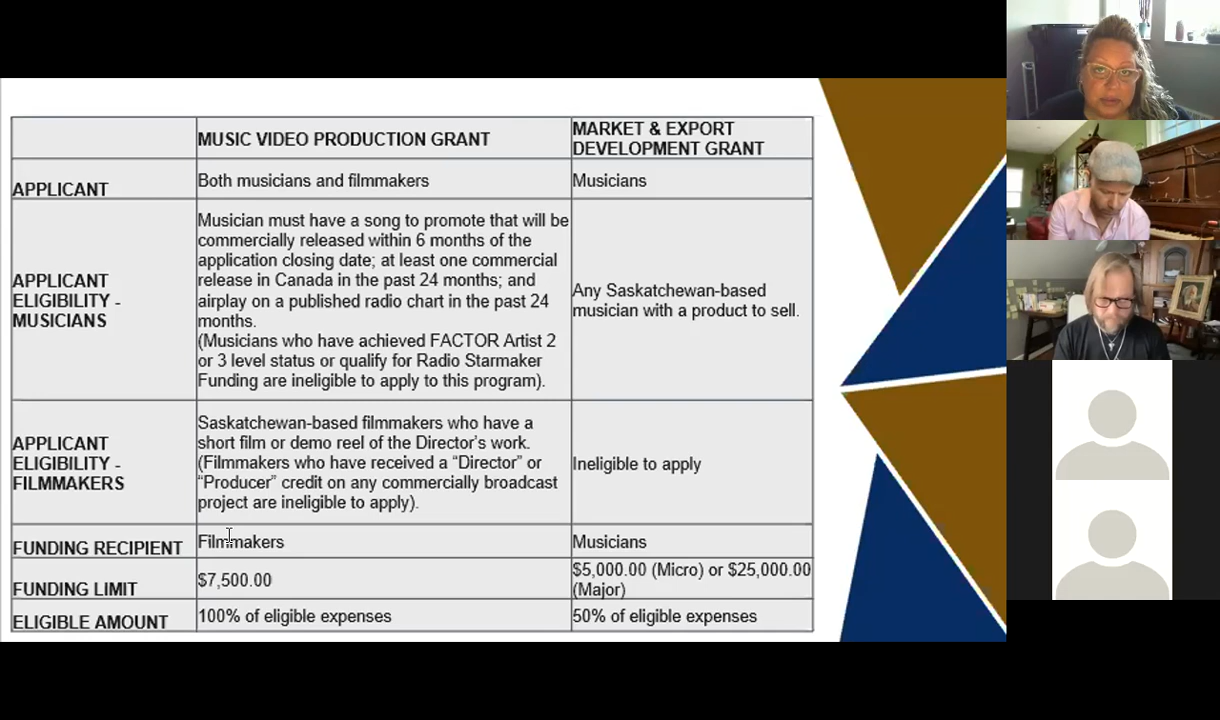 MUSIC VIDEO PRODUCTION GRANT
MARKET & EXPORT
DEVELOPMENT GRANT
APPLICANT
Both musicians and filmmakers
Musicians
APPLICANT
ELIGIBILITY -
MUSICIANS
Musician must have a song to promote that will be
commercially released within 6 months of the
application closing date; at least one commercial
release in Canada in the past 24 months; and
airplay on a published radio chart in the past 24
months.
(Musicians who have achieved FACTOR Artist 2
or 3 level status or qualify for Radio Starmaker
Funding are ineligible to apply to this program).
Any Saskatchewan-based
musician with a product to sell.
APPLICANT
ELIGIBILITY -
FILMMAKERS
Saskatchewan-based filmmakers who have a
short film or demo reel of the Director’s work.
(Filmmakers who have received a “Director” or
“Producer” credit on any commercially broadcast
project are ineligible to apply).
Ineligible to apply
FUNDING RECIPIENT
Filmmakers
Musicians
FUNDING LIMIT
$7,500.00
$5,000.00 (Micro) or $25,000.00
(Major)
ELIGIBLE AMOUNT
100% of eligible expenses
50% of eligible expenses